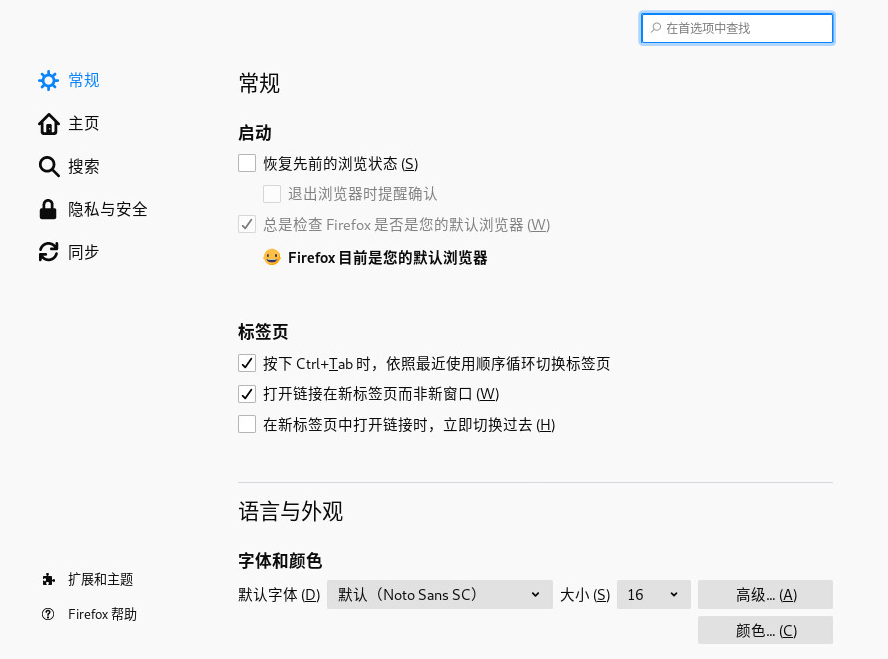 在首选项中查找
常规
主页
搜索
隐私与安全
同步
扩展和主题
Firefox 帮助
常规
启动
恢复先前的浏览状态 (S)
退出浏览器时提醒确认
总是检查 Firefox 是否是您的默认浏览器 (W)
Firefox 目前是您的默认浏览器
标签页
按下 Ctrl+Tab 时，依照最近使用顺序循环切换标签页
打开链接在新标签页而非新窗口 (W)
在新标签页中打开链接时，立即切换过去 (H)
语言与外观
字体和颜色
默认字体 (D) 默认（Noto Sans SC） 大小 (S) 16 高级... (A)
颜色... (C)